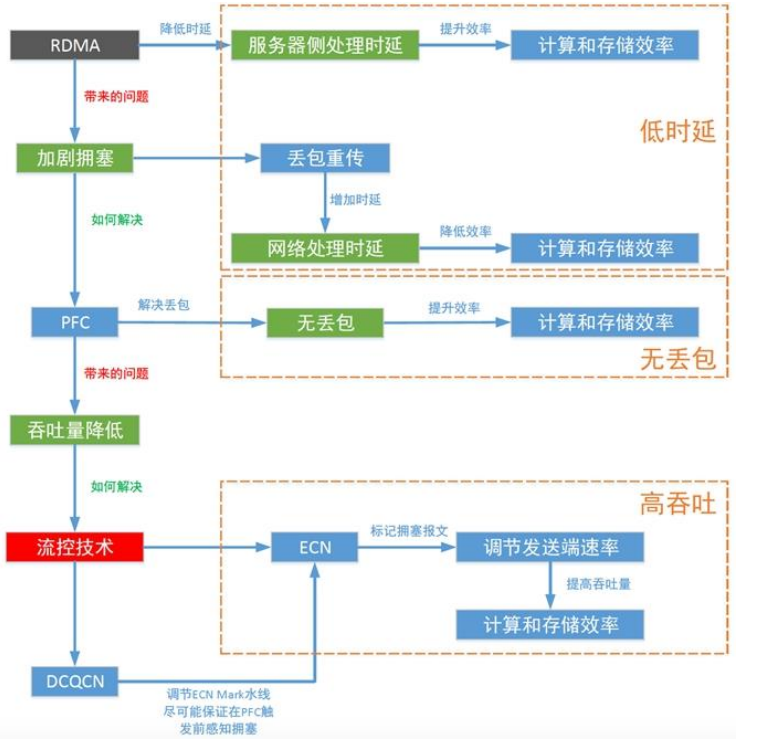 RDMA
降低时延
服务器侧处理时延
提升效率
计算和存储效率
带来的问题
低时延
加剧拥塞
丢包重传
增加时延
如何解决
网络处理时延
降低效率
计算和存储效率
PFC
解决丢包
无丢包
提升效率
计算和存储效率
无丢包
带来的问题
吞吐量降低
如何解决
高吞吐
流控技术
ECN
标记拥塞报文
调节发送端速率
提高吞吐量
计算和存储效率
DCQCN
调节ECN Mark水线
尽可能保证在PFC触
发前感知拥塞